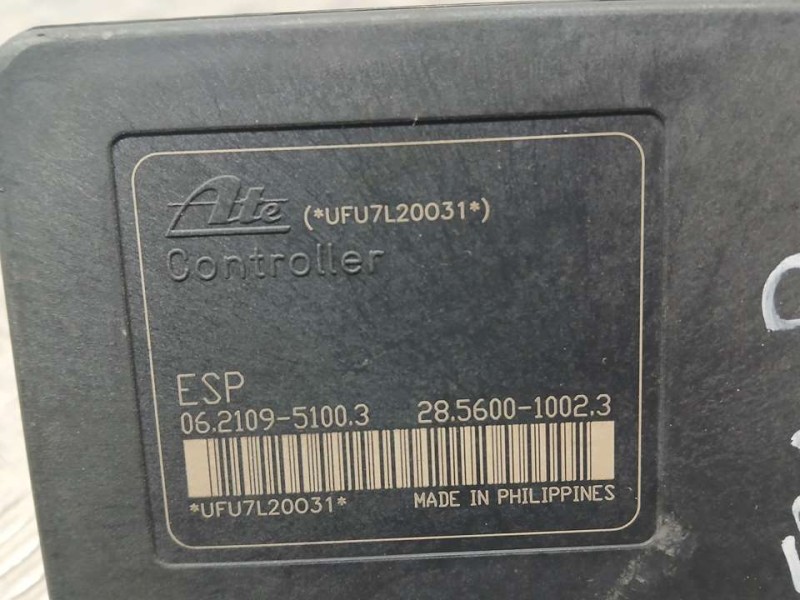 Ate (*UFU7L20031*)
Controller
ESP
06.2109-5100.3 28.5600-1002.3
*UFU7L20031*
MADE IN PHILIPPINES